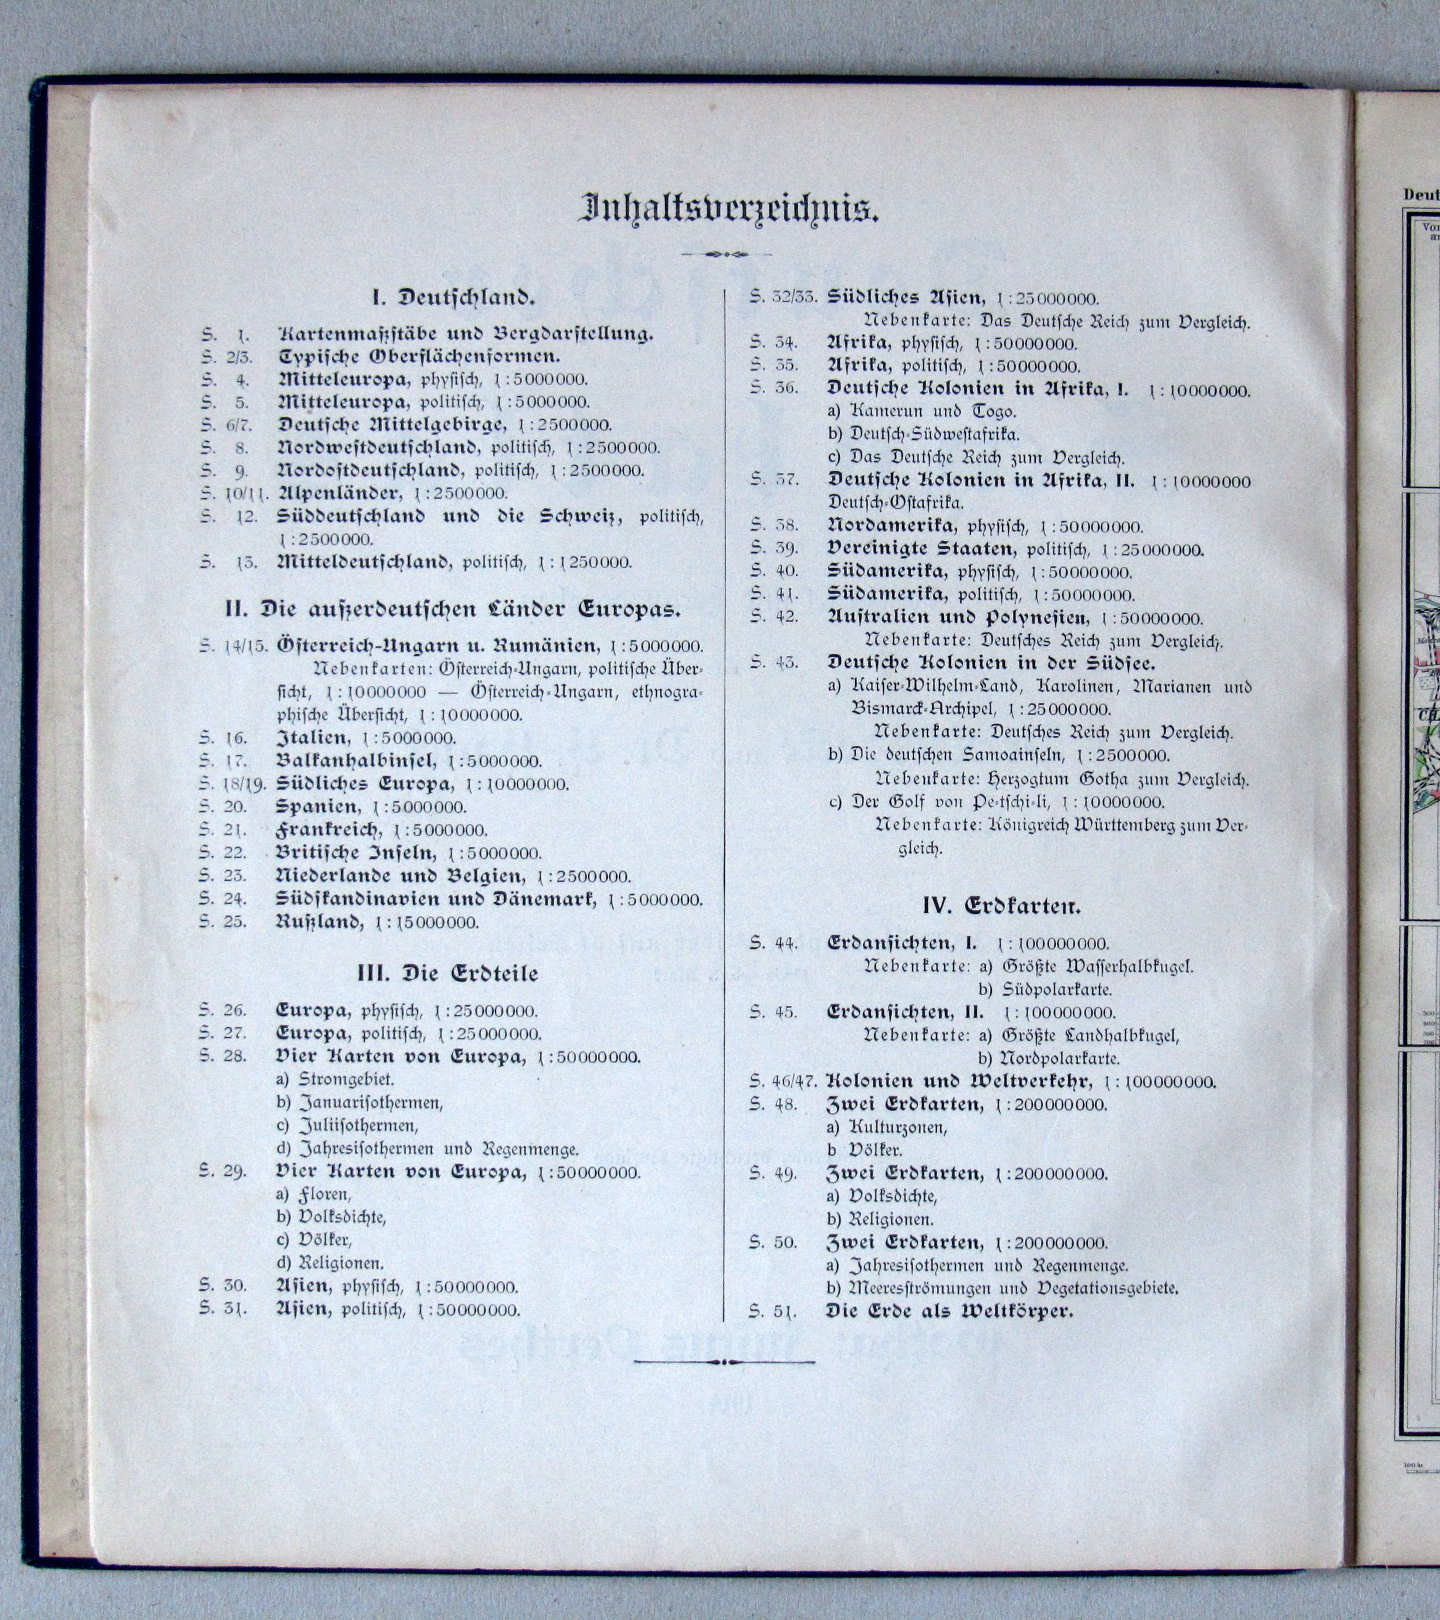 Inhaltsverzeichnis.
I. Deutschland.
S. 1. Kartenmaßstäbe und Bergdarstellung.
S. 2/3. Typische Oberflächenformen.
S. 4. Mitteleuropa, physisch, 1:5000000.
S. 5. Mitteleuropa, politisch, 1:5000000.
S. 6/7. Deutsche Mittelgebirge, 1:2500000.
S. 8. Nordwestdeutschland, politisch, 1:2500000.
S. 9. Nordostdeutschland, politisch, 1:2500000.
S. 10/11. Alpenländer, 1:2500000.
S. 12. Süddeutschland und die Schweiz, politisch,
1:2500000.
S. 13. Mitteldeutschland, politisch, 1:1250000.
II. Die außerdeutschen Länder Europas.
S. 14/15. Österreich-Ungarn u. Rumänien, 1:5000000.
Nebenkarten: Österreich-Ungarn, politische Über-
sicht, 1:10000000 — Österreich-Ungarn, ethnogra-
phische Übersicht, 1:10000000.
S. 16. Italien, 1:5000000.
S. 17. Balkanhalbinsel, 1:5000000.
S. 18/19. Südliches Europa, 1:10000000.
S. 20. Spanien, 1:5000000.
S. 21. Frankreich, 1:5000000.
S. 22. Britische Inseln, 1:5000000.
S. 23. Niederlande und Belgien, 1:2500000.
S. 24. Südskandinavien und Dänemark, 1:5000000.
S. 25. Rußland, 1:15000000.
III. Die Erdteile
S. 26. Europa, physisch, 1:25000000.
S. 27. Europa, politisch, 1:25000000.
S. 28. Vier Karten von Europa, 1:50000000.
a) Stromgebiet.
b) Januarisothermen,
c) Juliisothermen,
d) Jahresisothermen und Regenmenge.
S. 29. Vier Karten von Europa, 1:50000000.
a) Floren,
b) Volksdichte,
c) Völker,
d) Religionen.
S. 30. Asien, physisch, 1:50000000.
S. 31. Asien, politisch, 1:50000000.
S. 32/33. Südliches Asien, 1:25000000.
Nebenkarte: Das Deutsche Reich zum Vergleich.
S. 34. Afrika, physisch, 1:50000000.
S. 35. Afrika, politisch, 1:50000000.
S. 36. Deutsche Kolonien in Afrika, I. 1:10000000.
a) Kamerun und Togo.
b) Deutsch-Südwestafrika.
c) Das Deutsche Reich zum Vergleich.
S. 37. Deutsche Kolonien in Afrika, II. 1:10000000
Deutsch-Ostafrika.
S. 38. Nordamerika, physisch, 1:50000000.
S. 39. Vereinigte Staaten, politisch, 1:25000000.
S. 40. Südamerika, physisch, 1:50000000.
S. 41. Südamerika, politisch, 1:50000000.
S. 42. Australien und Polynesien, 1:50000000.
Nebenkarte: Deutsches Reich zum Vergleich.
S. 43. Deutsche Kolonien in der Südsee.
a) Kaiser-Wilhelm-Land, Karolinen, Marianen und
Bismarck-Archipel, 1:25000000.
Nebenkarte: Deutsches Reich zum Vergleich.
b) Die deutschen Samoainseln, 1:2500000.
Nebenkarte: Herzogtum Gotha zum Vergleich.
c) Der Golf von Pe-tschi-li, 1:10000000.
Nebenkarte: Königreich Württemberg zum Ver-
gleich.
IV. Erdkarten.
S. 44. Erdansichten, I. 1:100000000.
Nebenkarte: a) Größte Wasserhalbkugel.
b) Südpolarkarte.
S. 45. Erdansichten, II. 1:100000000.
Nebenkarte: a) Größte Landhalbkugel,
b) Nordpolarkarte.
S. 46/47. Kolonien und Weltverkehr, 1:100000000.
S. 48. Zwei Erdkarten, 1:200000000.
a) Kulturzonen,
b Völker.
S. 49. Zwei Erdkarten, 1:200000000.
a) Volksdichte,
b) Religionen.
S. 50. Zwei Erdkarten, 1:200000000.
a) Jahresisothermen und Regenmenge.
b) Meeresströmungen und Vegetationsgebiete.
S. 51. Die Erde als Weltkörper.